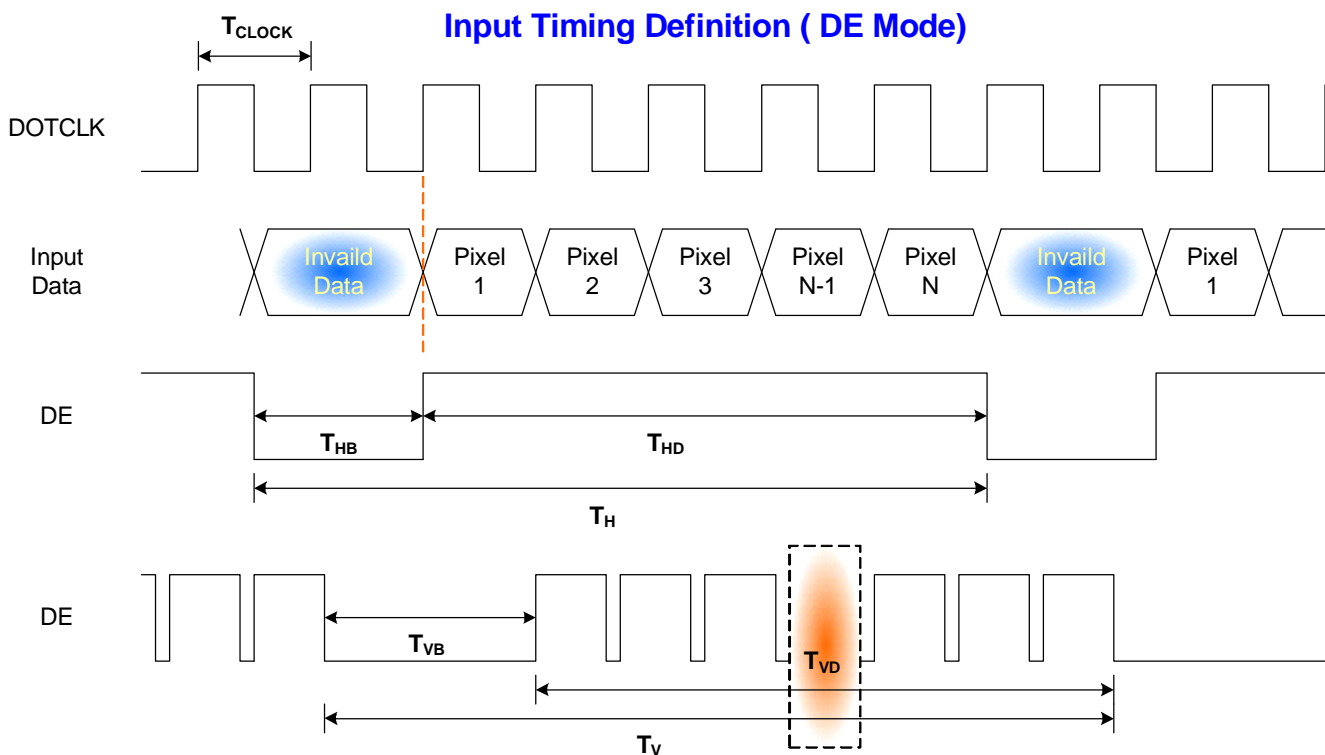 Input Timing Definition ( DE Mode)
TCLOCK
DOTCLK
Input
Data
Invaild
Data
Pixel
1
Pixel
2
Pixel
3
Pixel
N-1
Pixel
N
Invaild
Data
Pixel
1
DE
THB
THD
TH
DE
TVB
TVD
TV